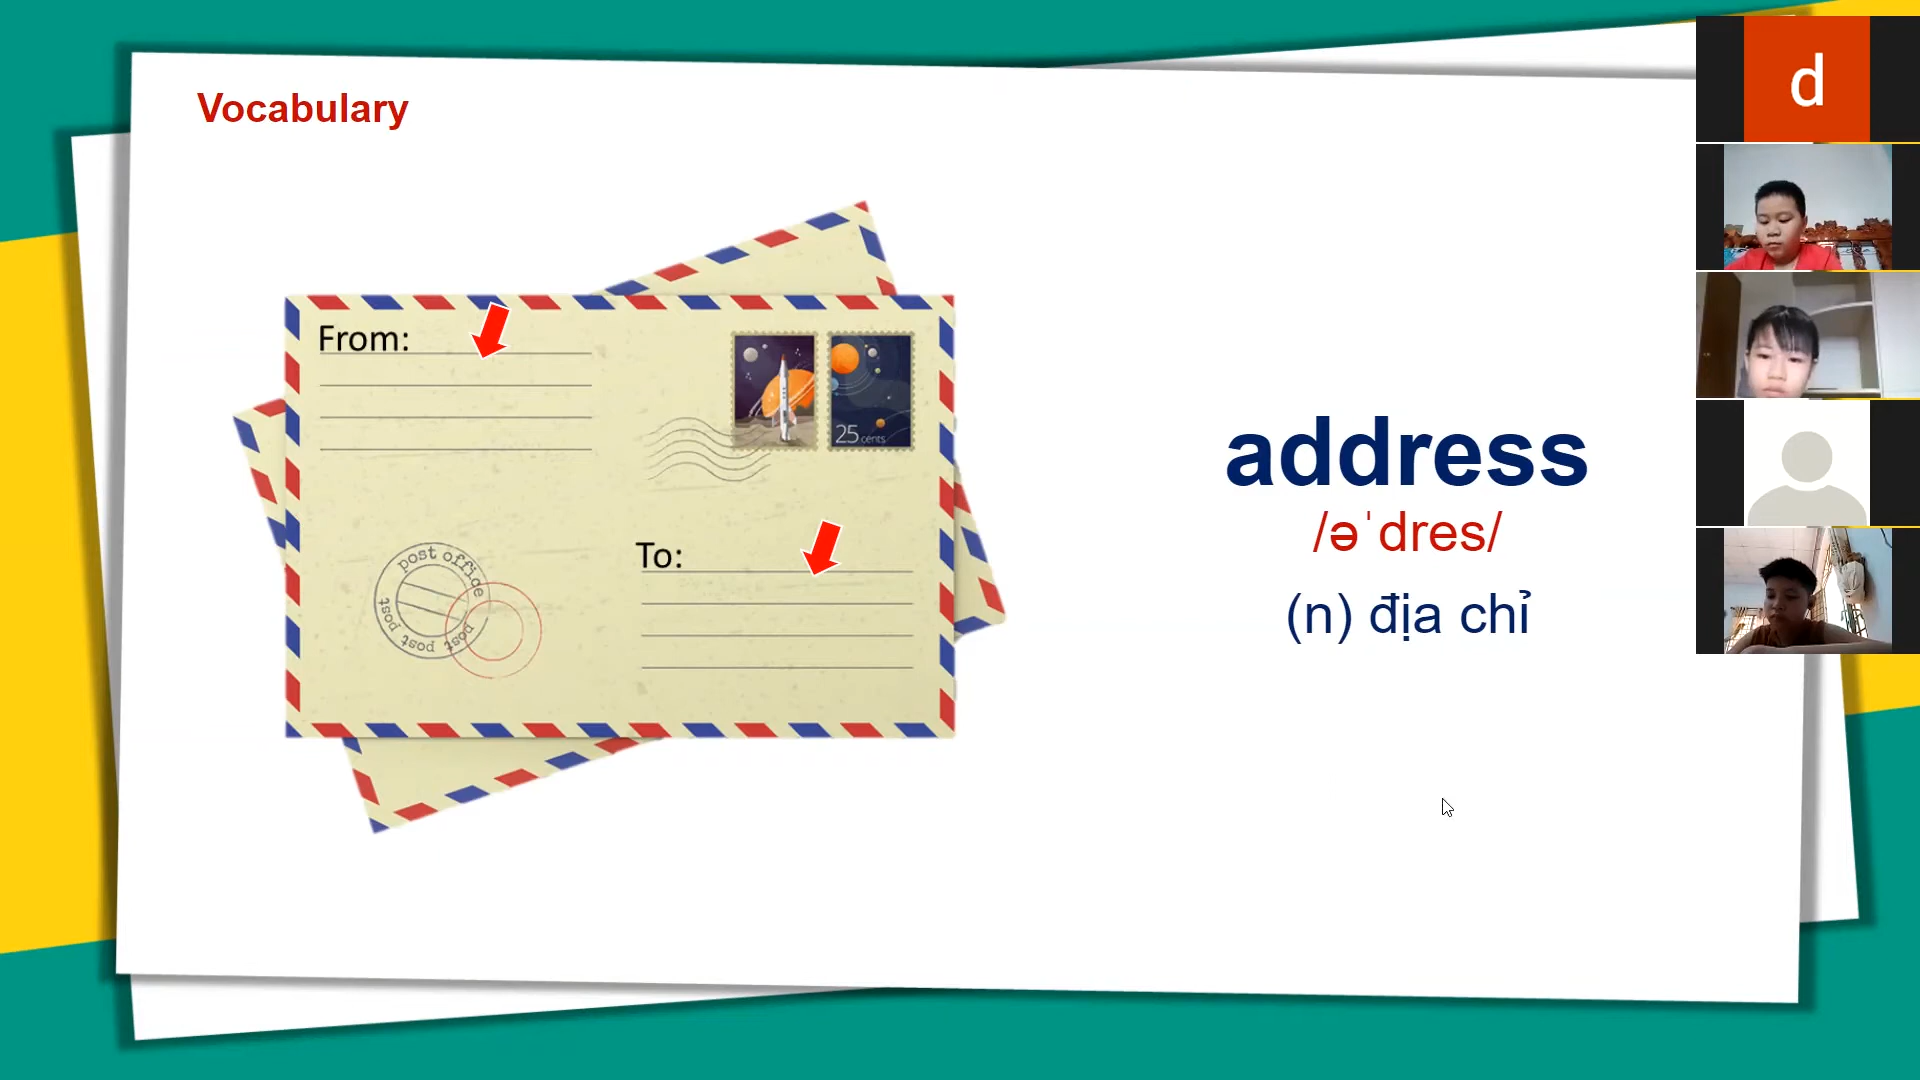 Vocabulary
From:
25 cents
post office
post post post
To:
address
/əˈdres/
(n) địa chỉ
d